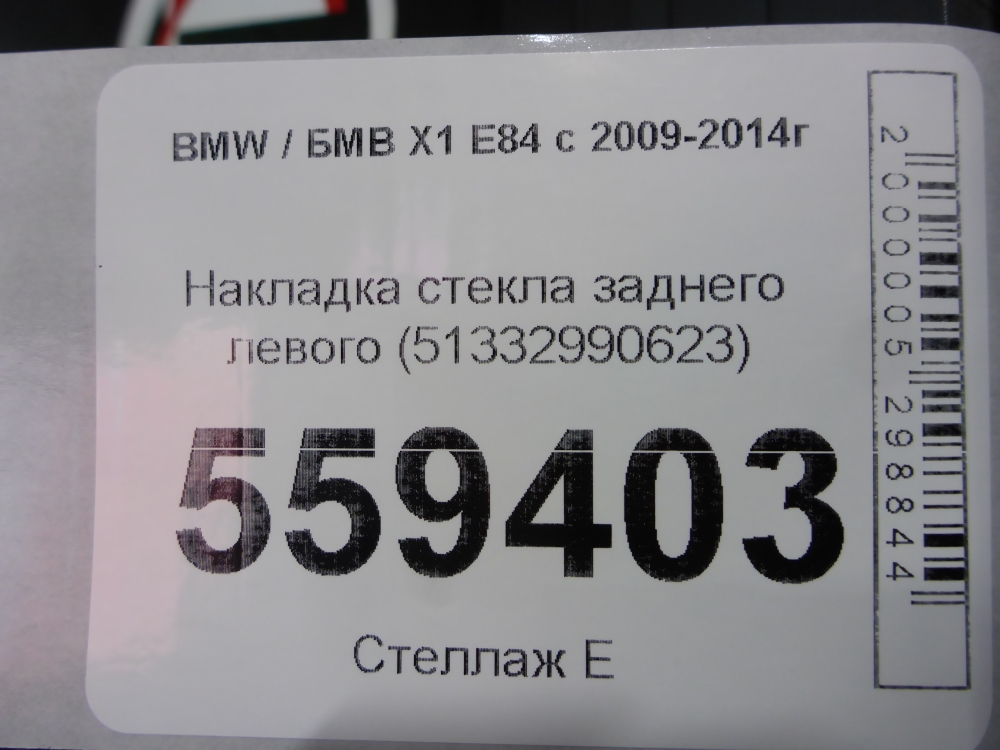 BMW / БМВ X1 E84 с 2009-2014г
Накладка стекла заднего
левого (51332990623)
559403
Стеллаж E
2000005298844